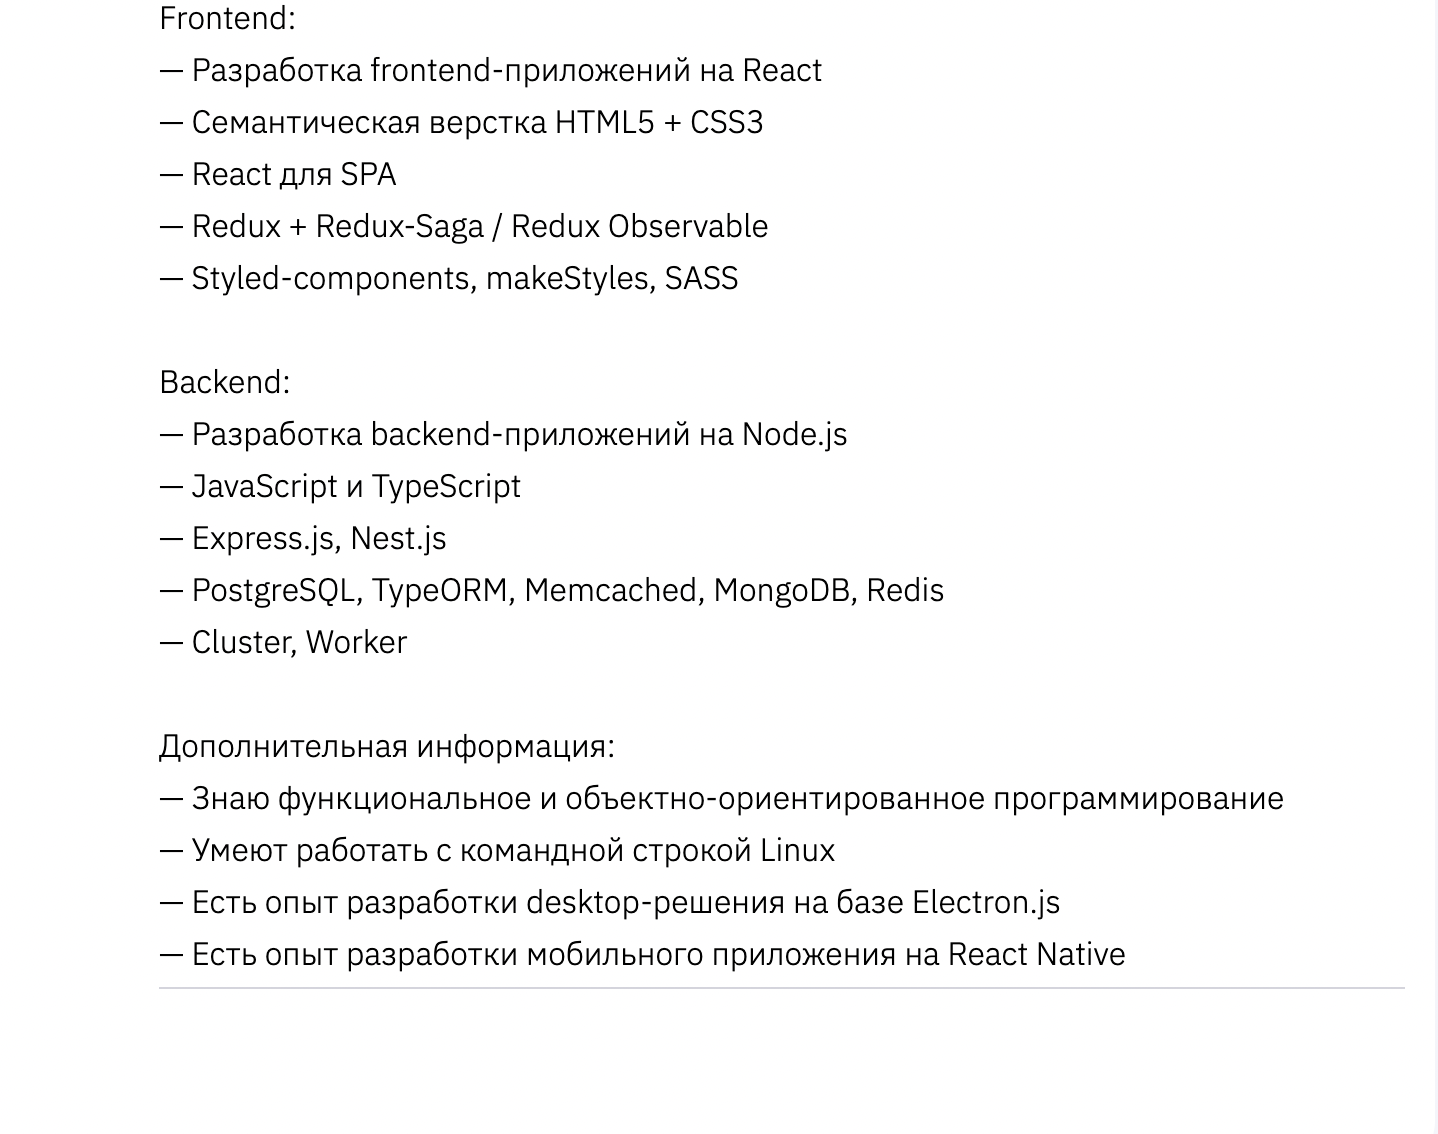 Frontend:
— Разработка frontend-приложений на React
— Семантическая верстка HTML5 + CSS3
— React для SPA
— Redux + Redux-Saga / Redux Observable
— Styled-components, makeStyles, SASS
Backend:
— Разработка backend-приложений на Node.js
— JavaScript и TypeScript
— Express.js, Nest.js
— PostgreSQL, TypeORM, Memcached, MongoDB, Redis
— Cluster, Worker
Дополнительная информация:
— Знаю функциональное и объектно-ориентированное программирование
— Умеют работать с командной строкой Linux
— Есть опыт разработки desktop-решения на базе Electron.js
— Есть опыт разработки мобильного приложения на React Native